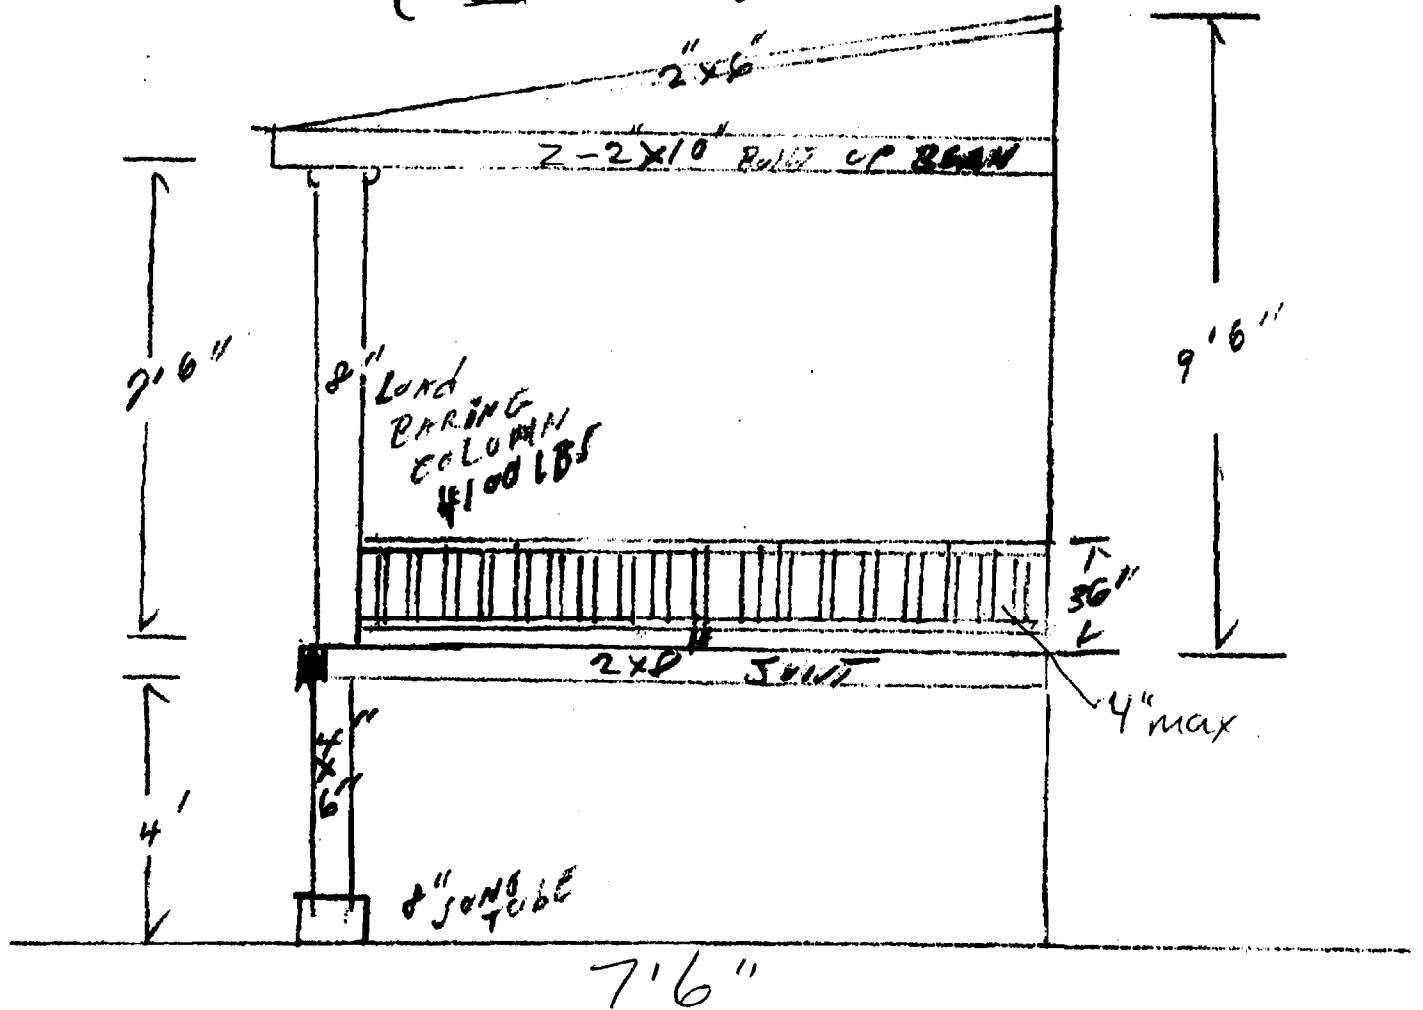 2"x6"
2-2"x10" BUILT UP BEAM
7'6"
9'6"
8"
LOAD
BARING
COLUMN
4100 LBS
36"
2x8" JOIST
4"max
4"
x
6"
4'
8" SONO
TUBE
7'6"